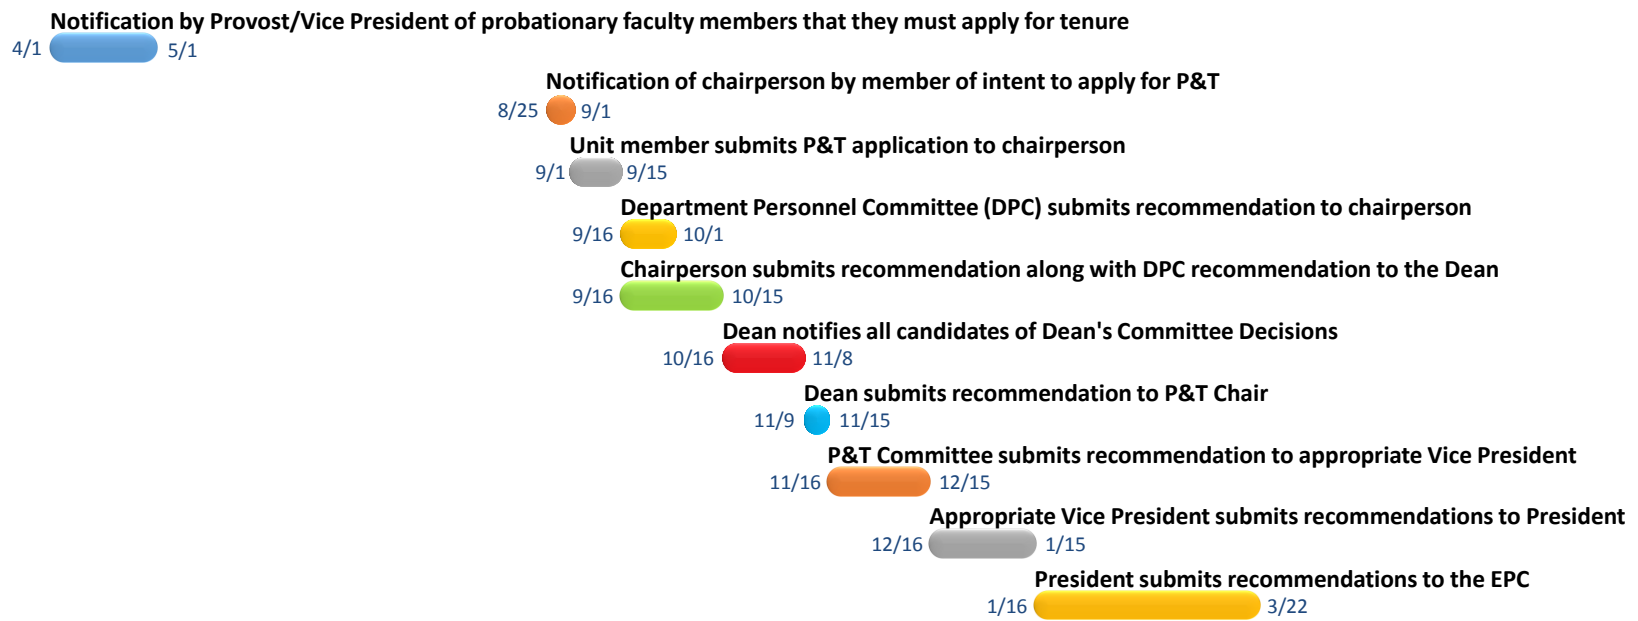 Notification by Provost/Vice President of probationary faculty members that they must apply for tenure
4/1 5/1
Notification of chairperson by member of intent to apply for P&T
8/25 9/1
Unit member submits P&T application to chairperson
9/1 9/15
Department Personnel Committee (DPC) submits recommendation to chairperson
9/16 10/1
Chairperson submits recommendation along with DPC recommendation to the Dean
9/16 10/15
Dean notifies all candidates of Dean's Committee Decisions
10/16 11/8
Dean submits recommendation to P&T Chair
11/9 11/15
P&T Committee submits recommendation to appropriate Vice President
11/16 12/15
Appropriate Vice President submits recommendations to President
12/16 1/15
President submits recommendations to the EPC
1/16 3/22